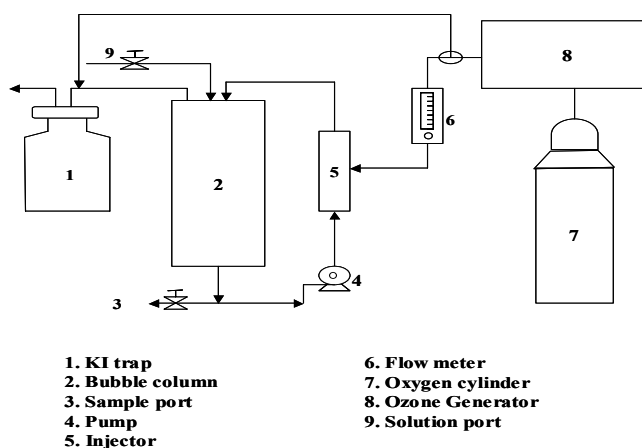 9
8
6
1
2
5
7
3
4
1. KI trap
2. Bubble column
3. Sample port
4. Pump
5. Injector
6. Flow meter
7. Oxygen cylinder
8. Ozone Generator
9. Solution port